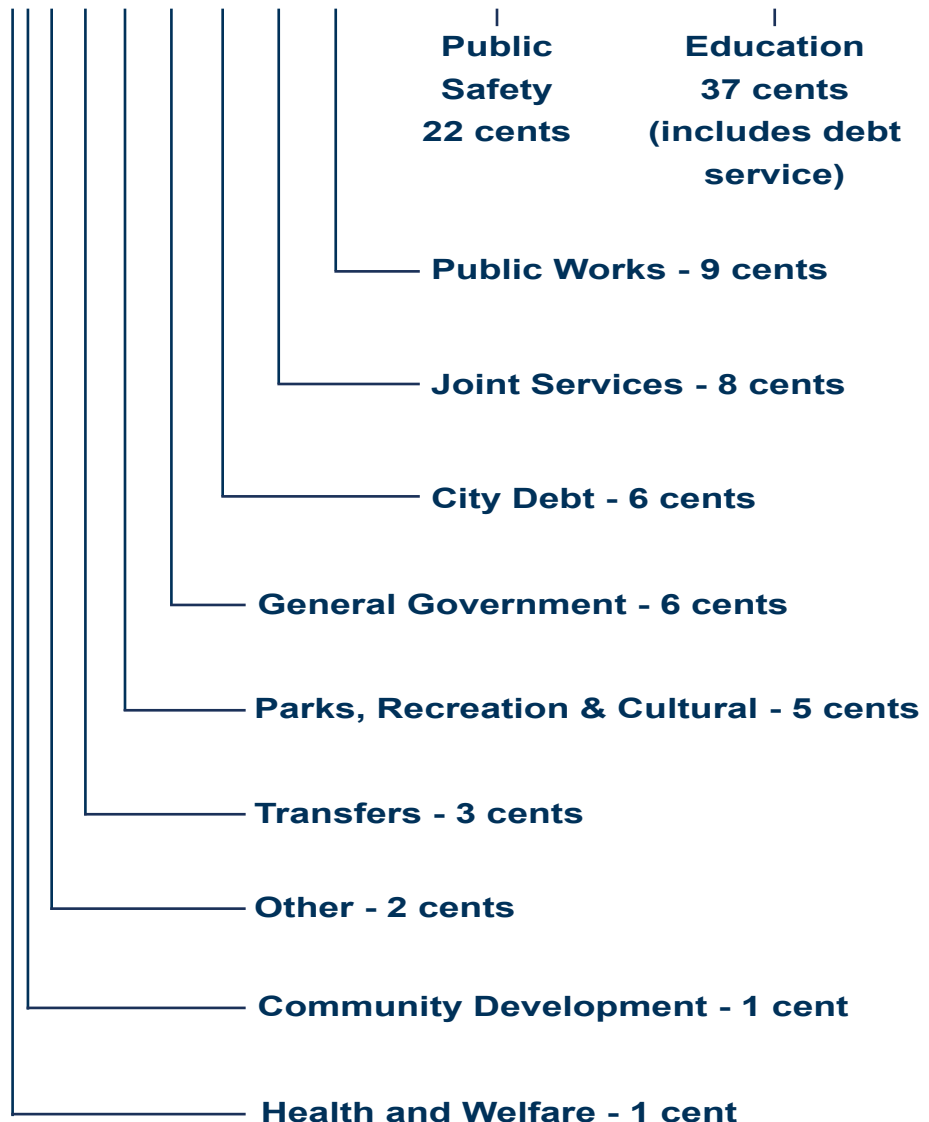 Public
Safety
22 cents
Education
37 cents
(includes debt
service)
Public Works - 9 cents
Joint Services - 8 cents
City Debt - 6 cents
General Government - 6 cents
Parks, Recreation & Cultural - 5 cents
Transfers - 3 cents
Other - 2 cents
Community Development - 1 cent
Health and Welfare - 1 cent